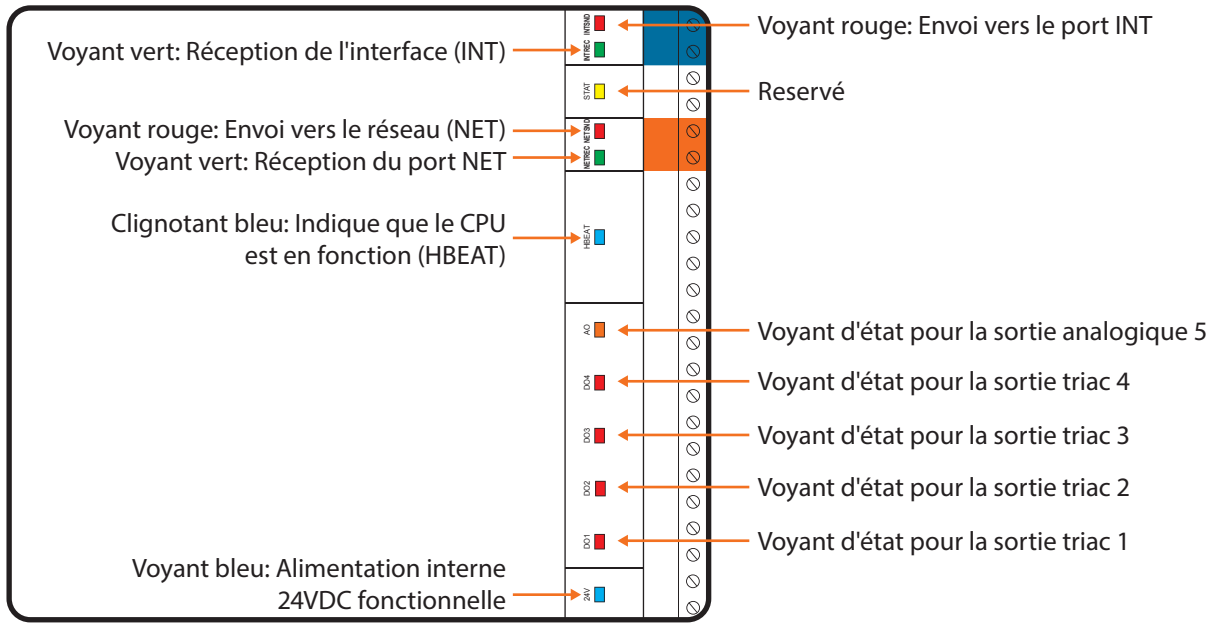 INTSND
Voyant rouge: Envoi vers le port INT
Voyant vert: Réception de l'interface (INT)
INTREC
STAT
Reservé
Voyant rouge: Envoi vers le réseau (NET)
NETSND
Voyant vert: Réception du port NET
NETREC
Clignotant bleu: Indique que le CPU
est en fonction (HBEAT)
HBEAT
AO
Voyant d'état pour la sortie analogique 5
DO4
Voyant d'état pour la sortie triac 4
DO3
Voyant d'état pour la sortie triac 3
DO2
Voyant d'état pour la sortie triac 2
DO1
Voyant d'état pour la sortie triac 1
Voyant bleu: Alimentation interne
24VDC fonctionnelle
24V